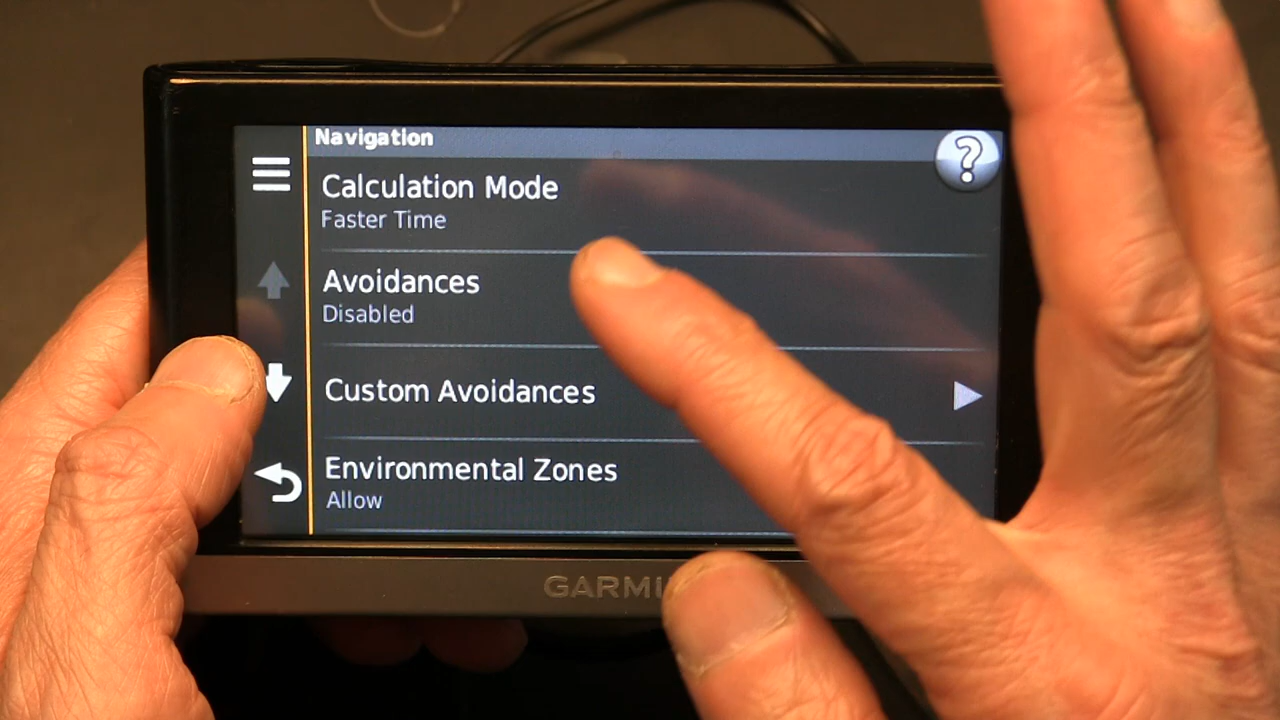 Navigation
?
Calculation Mode
Faster Time
Avoidances
Disabled
Custom Avoidances
Environmental Zones
Allow
GARMI